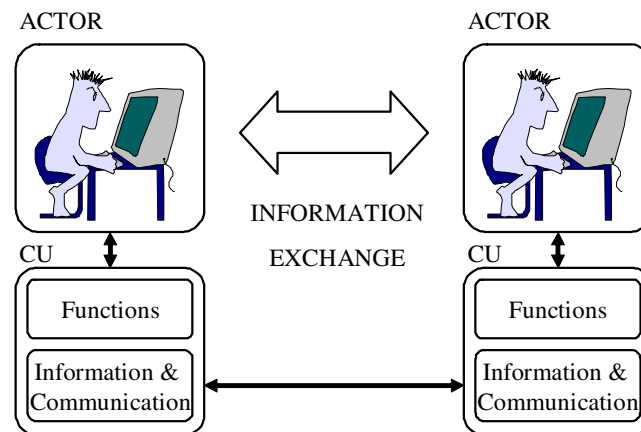 ACTOR
ACTOR
INFORMATION
EXCHANGE
CU
CU
Functions
Functions
Information &
Communication
Information &
Communication